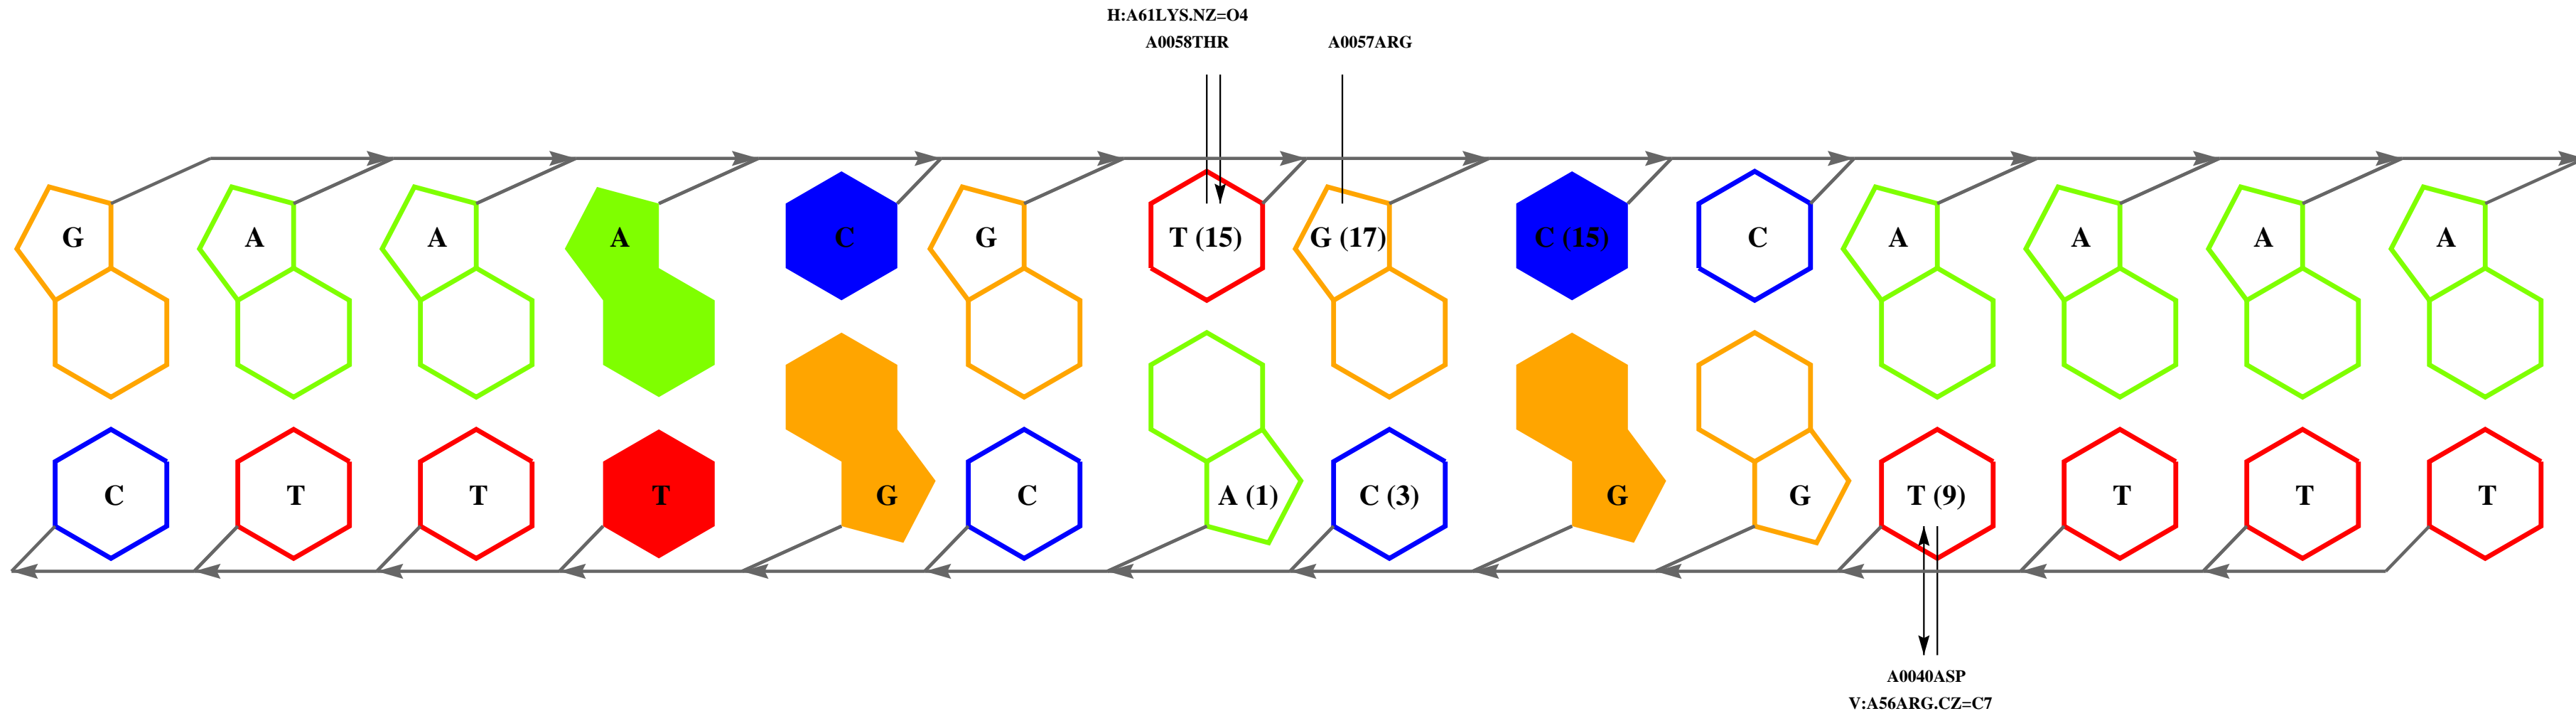 H:A61LYS.NZ=O4
A0058THR A0057ARG
G A A A C G T (15) G (17) C (15) C A A A A
C T T T G C A (1) C (3) G G T (9) T T T
A0040ASP
V:A56ARG.CZ=C7